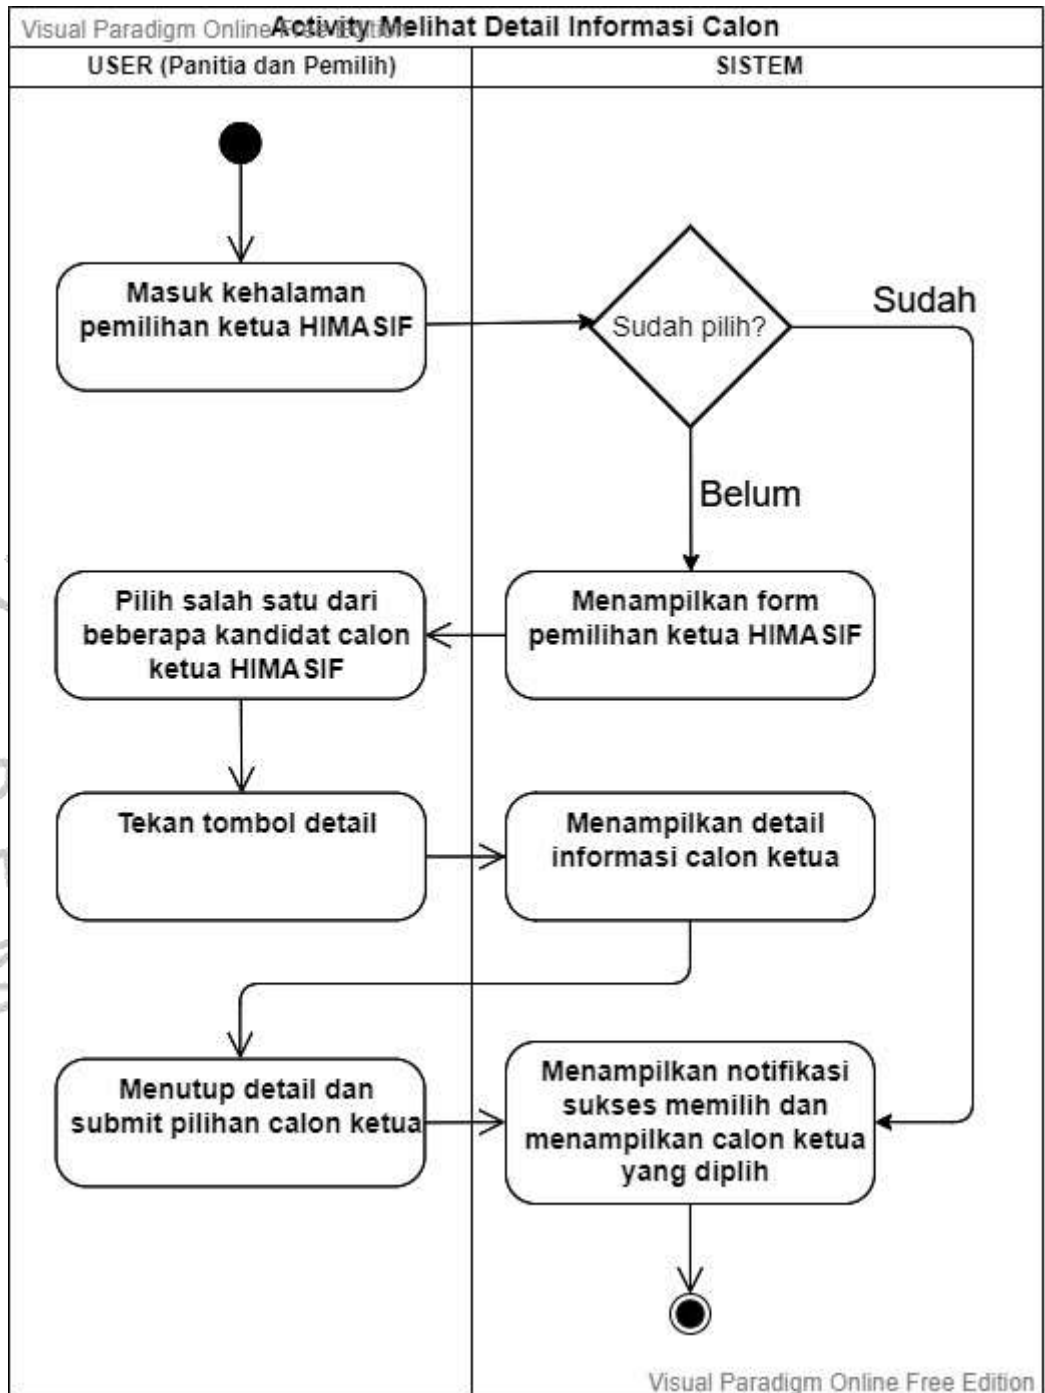 Visual Paradigm Online Free Edition
Activity Melihat Detail Informasi Calon
USER (Panitia dan Pemilih)
SISTEM
Masuk kehalaman
pemilihan ketua HIMASIF
Sudah pilih?
Sudah
Belum
Menampilkan form
pemilihan ketua HIMASIF
Pilih salah satu dari
beberapa kandidat calon
ketua HIMASIF
Tekan tombol detail
Menampilkan detail
informasi calon ketua
Menutup detail dan
submit pilihan calon ketua
Menampilkan notifikasi
sukses memilih dan
menampilkan calon ketua
yang diplih
Visual Paradigm Online Free Edition